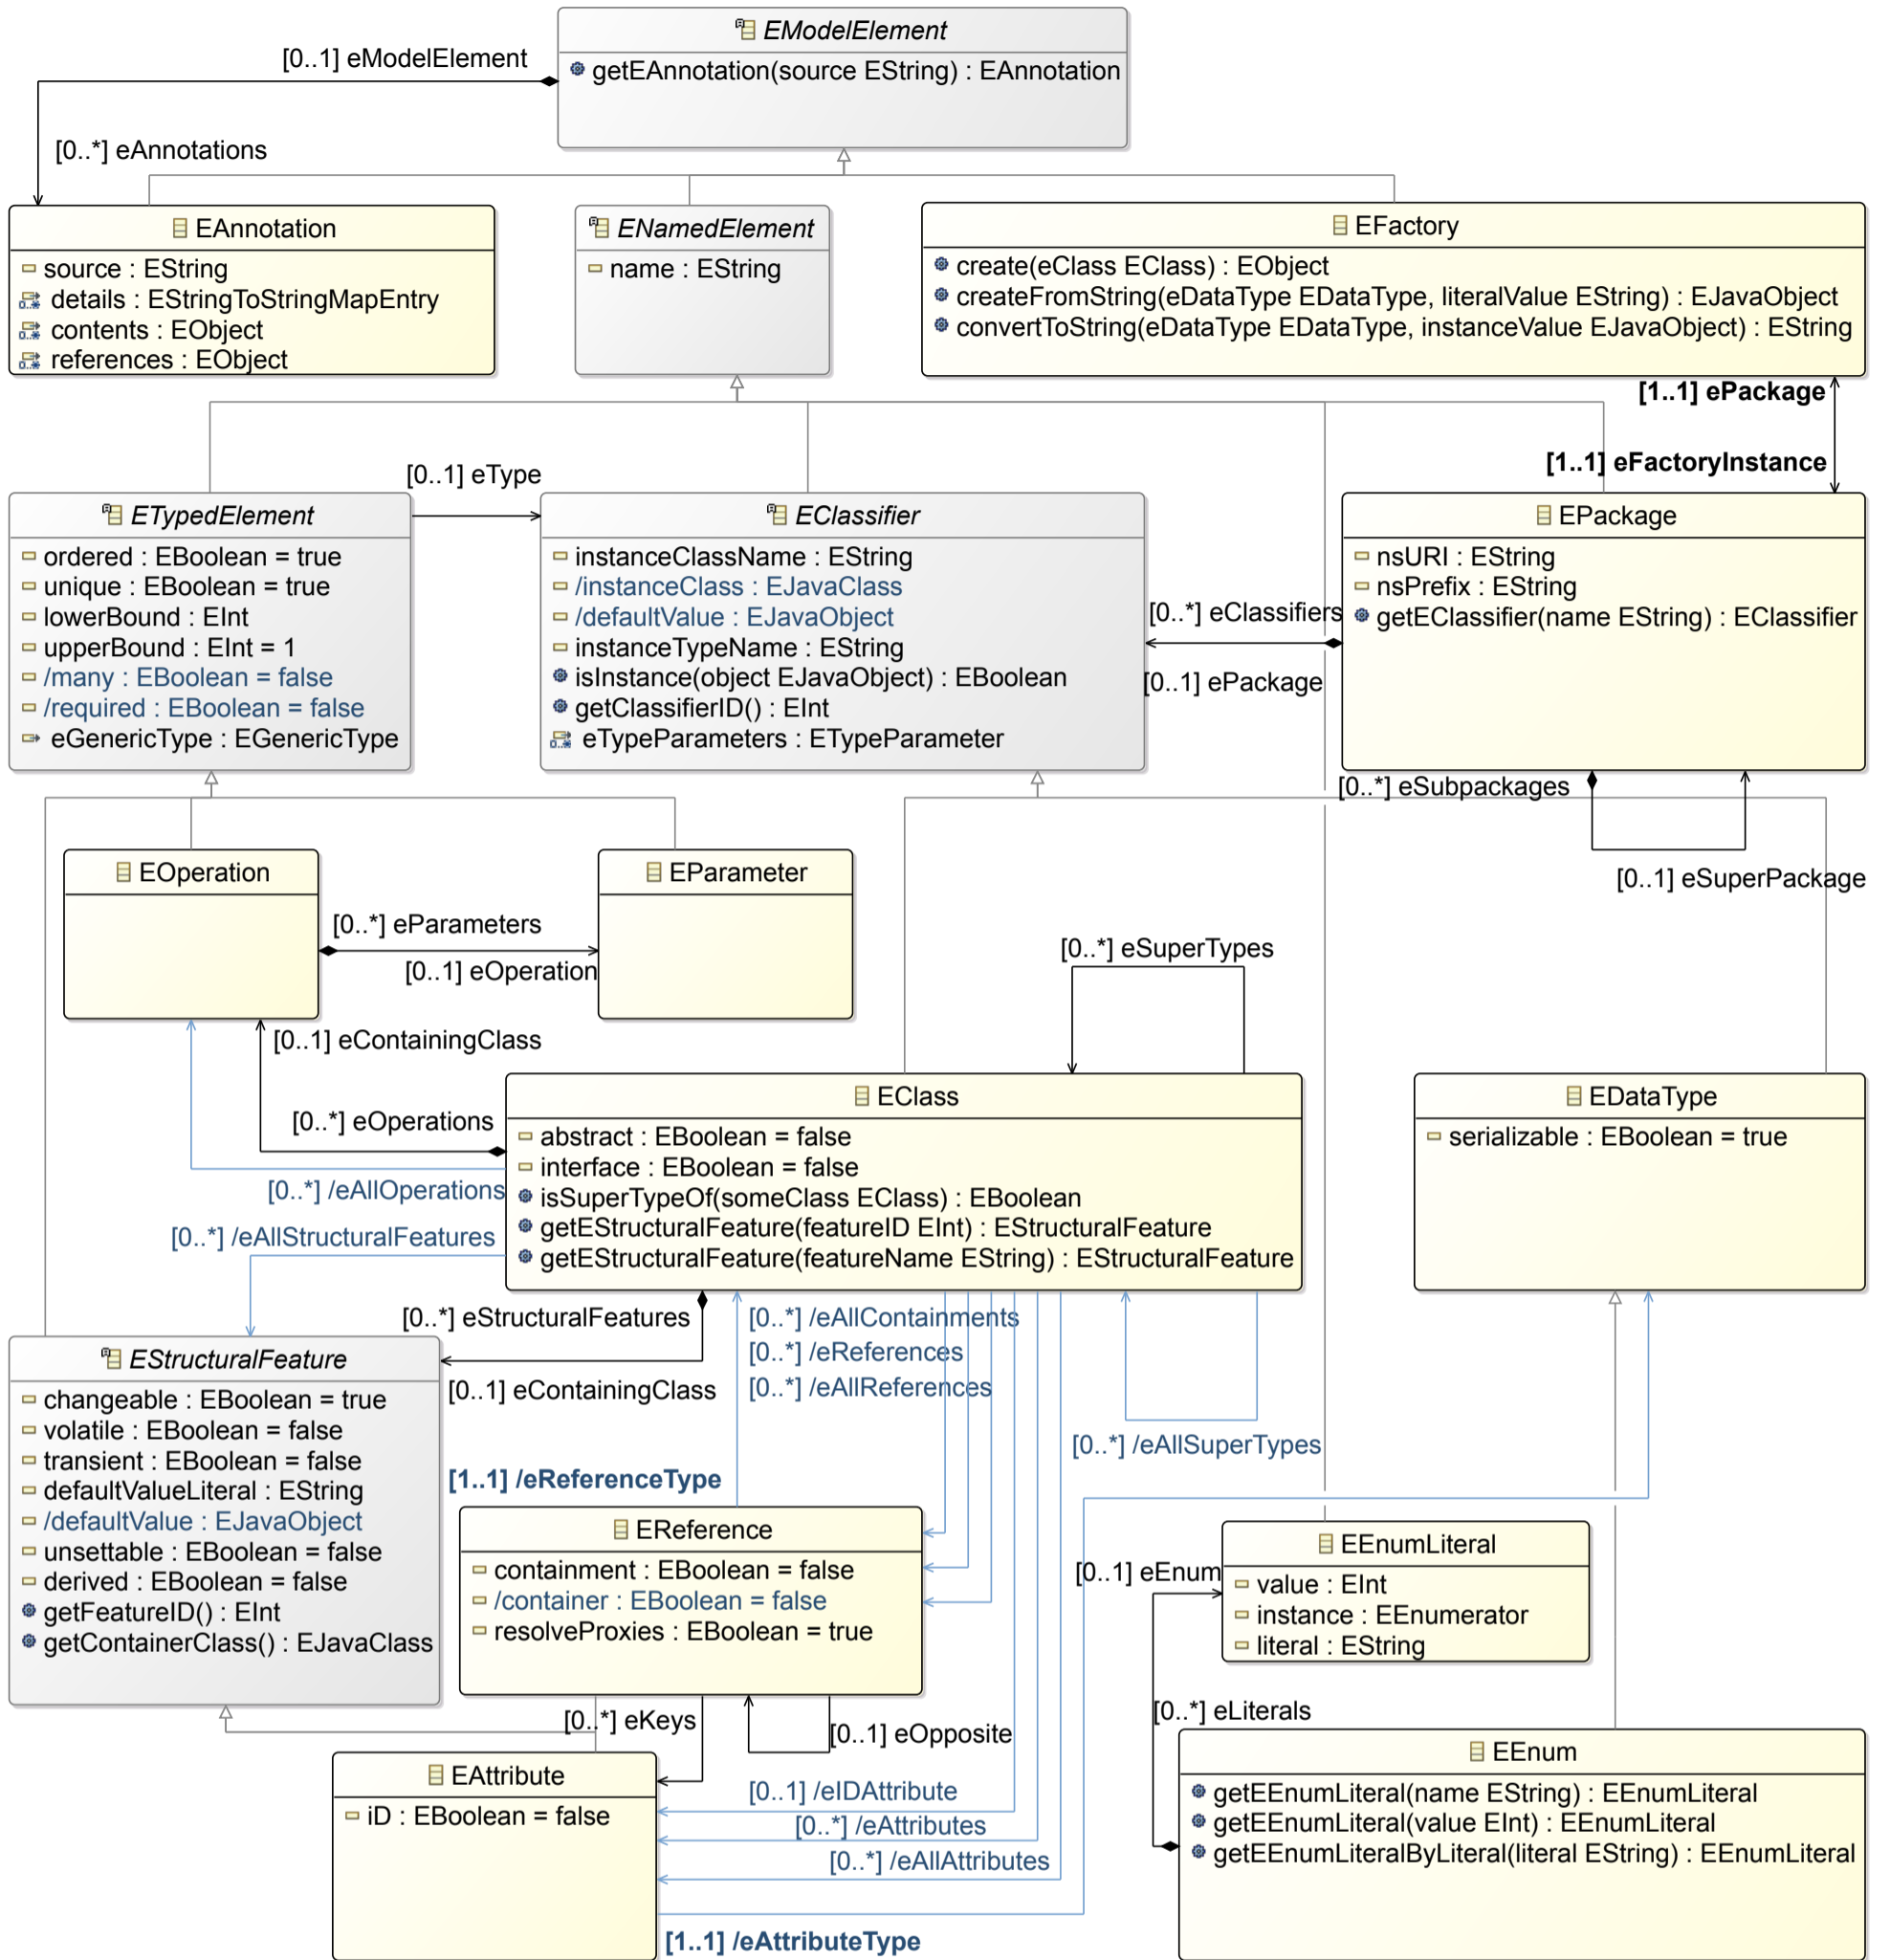 EModelElement
getEAnnotation(source EString) : EAnnotation
[0..1] eModelElement
[0..*] eAnnotations
EAnnotation
source : EString
details : EStringToStringMapEntry
contents : EObject
references : EObject
ENamedElement
name : EString
EFactory
create(eClass EClass) : EObject
createFromString(eDataType EDataType, literalValue EString) : EJavaObject
convertToString(eDataType EDataType, instanceValue EJavaObject) : EString
[1..1] ePackage
[1..1] eFactoryInstance
[0..1] eType
ETypedElement
ordered : EBoolean = true
unique : EBoolean = true
lowerBound : EInt
upperBound : EInt = 1
/many : EBoolean = false
/required : EBoolean = false
eGenericType : EGenericType
EClassifier
instanceClassName : EString
/instanceClass : EJavaClass
/defaultValue : EJavaObject
instanceTypeName : EString
isInstance(object EJavaObject) : EBoolean
getClassifierID() : EInt
eTypeParameters : ETypeParameter
[0..*] eClassifiers
[0..1] ePackage
EPackage
nsURI : EString
nsPrefix : EString
getEClassifier(name EString) : EClassifier
[0..*] eSubpackages
[0..1] eSuperPackage
EOperation
EParameter
[0..*] eParameters
[0..1] eOperation
[0..*] eSuperTypes
[0..1] eContainingClass
[0..*] eOperations
[0..*] /eAllOperations
[0..*] /eAllStructuralFeatures
EClass
abstract : EBoolean = false
interface : EBoolean = false
isSuperTypeOf(someClass EClass) : EBoolean
getEStructuralFeature(featureID EInt) : EStructuralFeature
getEStructuralFeature(featureName EString) : EStructuralFeature
EDataType
serializable : EBoolean = true
[0..*] eStructuralFeatures
[0..1] eContainingClass
[0..*] /eAllContainments
[0..*] /eReferences
[0..*] /eAllReferences
[0..*] /eAllSuperTypes
EStructuralFeature
changeable : EBoolean = true
volatile : EBoolean = false
transient : EBoolean = false
defaultValueLiteral : EString
/defaultValue : EJavaObject
unsettable : EBoolean = false
derived : EBoolean = false
getFeatureID() : EInt
getContainerClass() : EJavaClass
[1..1] /eReferenceType
EReference
containment : EBoolean = false
/container : EBoolean = false
resolveProxies : EBoolean = true
[0..1] eEnum
EEnumLiteral
value : EInt
instance : EEnumerator
literal : EString
[0..*] eKeys
[0..1] eOpposite
[0..*] eLiterals
EAttribute
iD : EBoolean = false
[0..1] /eIDAttribute
[0..*] /eAttributes
[0..*] /eAllAttributes
[1..1] /eAttributeType
EEnum
getEEnumLiteral(name EString) : EEnumLiteral
getEEnumLiteral(value EInt) : EEnumLiteral
getEEnumLiteralByLiteral(literal EString) : EEnumLiteral